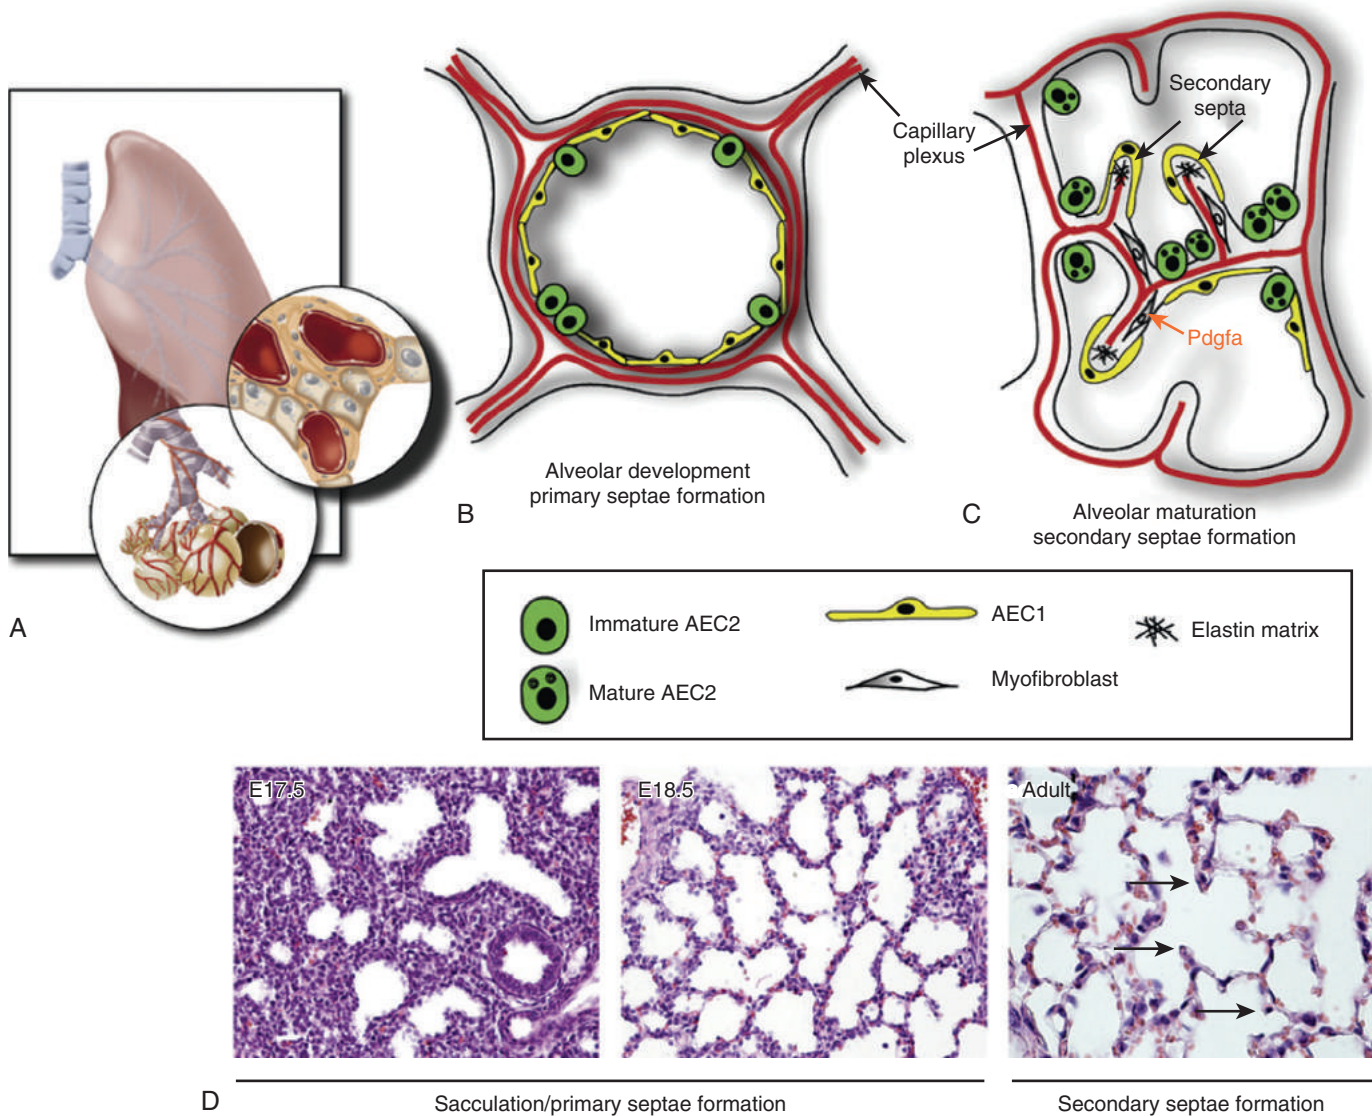 A
Alveolar development
primary septae formation
B
Capillary
plexus
Secondary
septa
Pdgfa
C
Alveolar maturation
secondary septae formation
Immature AEC2
Mature AEC2
AEC1
Myofibroblast
Elastin matrix
E17.5
E18.5
Adult
D
Sacculation/primary septae formation
Secondary septae formation